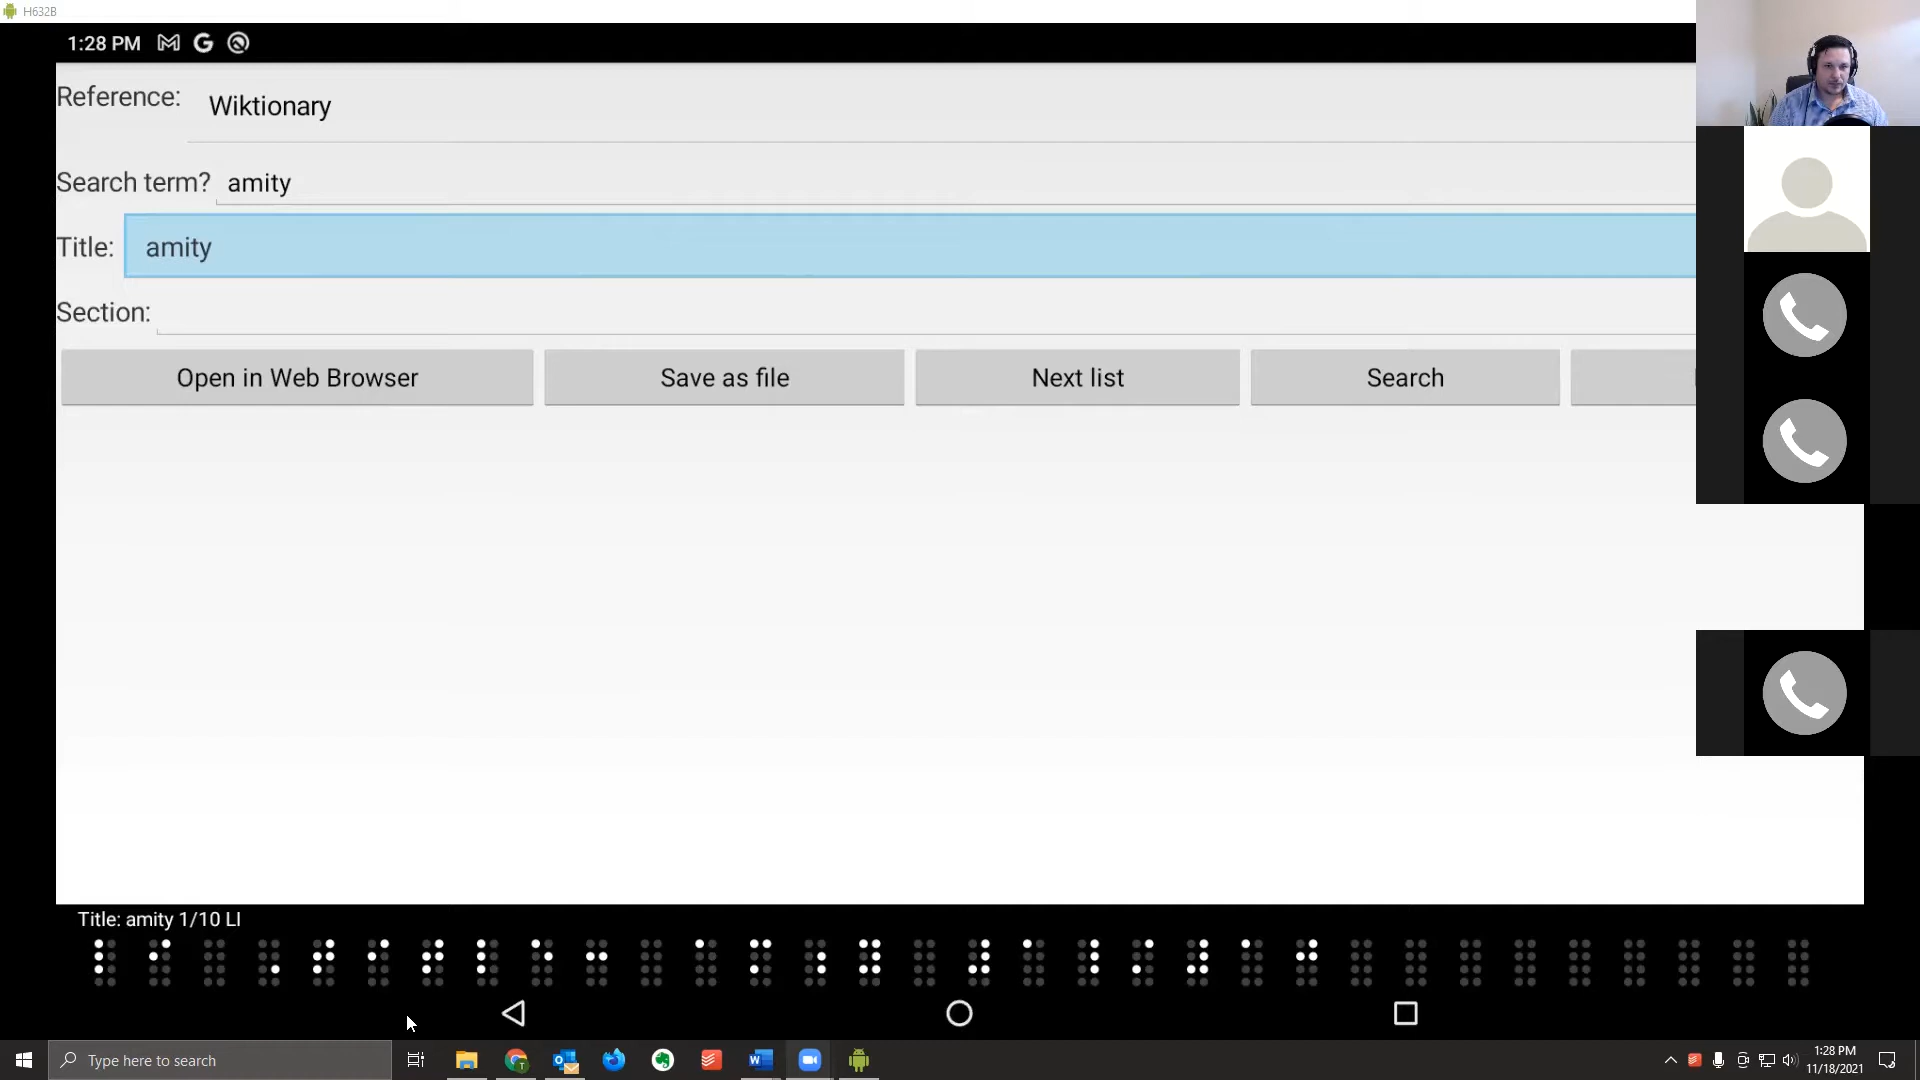 H632B
1:28 PM
Reference: Wiktionary
Search term? amity
Title: amity
Section:
Open in Web Browser Save as file Next list Search
Title: amity 1/10 LI
Type here to search
1:28 PM
11/18/2021